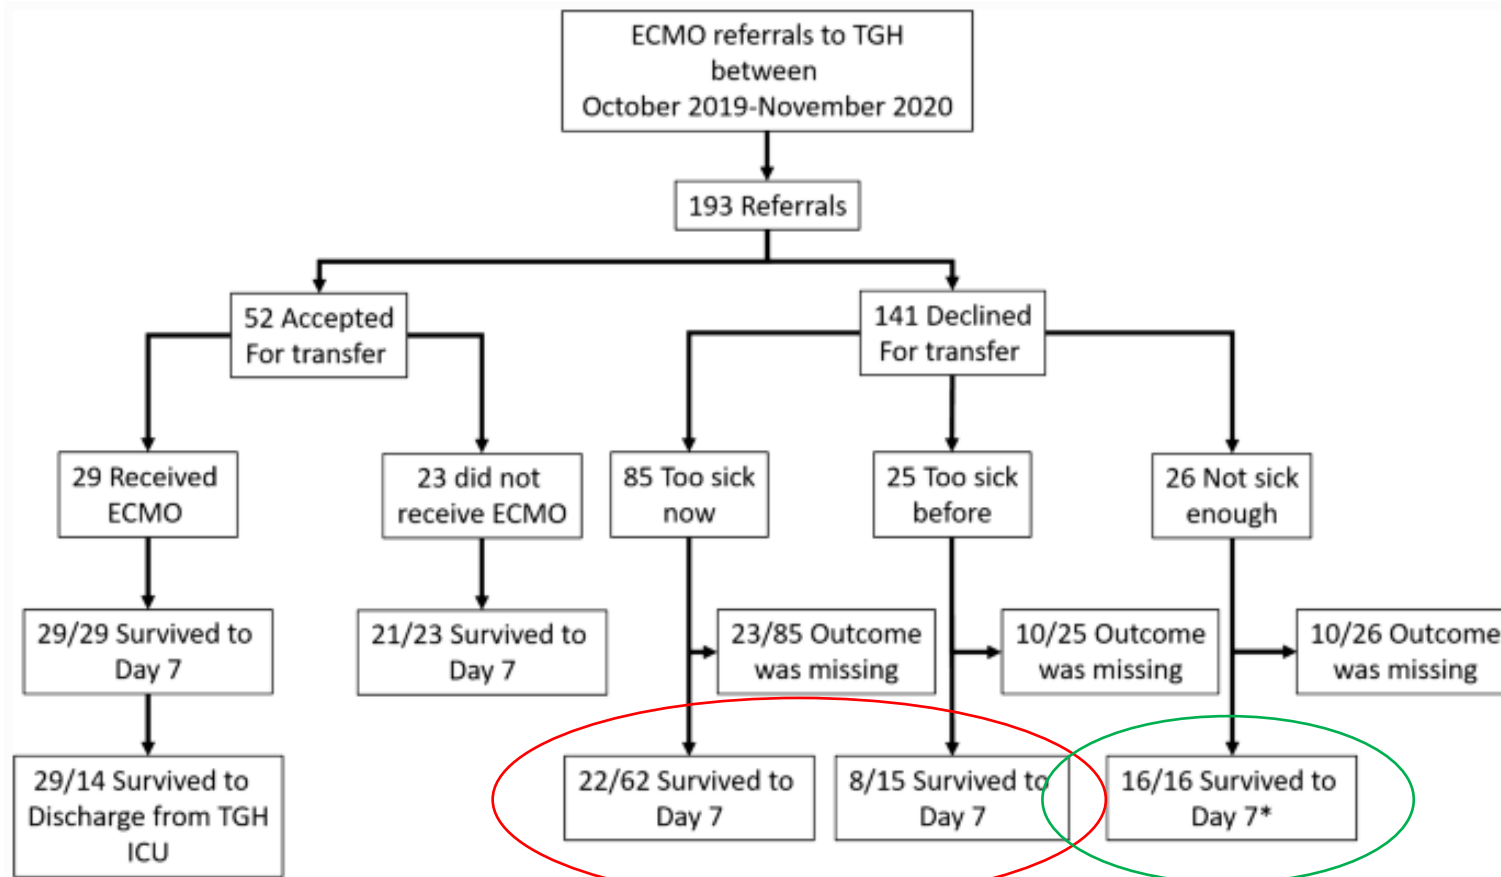 ECMO referrals to TGH
between
October 2019-November 2020
193 Referrals
52 Accepted
For transfer
141 Declined
For transfer
29 Received
ECMO
23 did not
receive ECMO
85 Too sick
now
25 Too sick
before
26 Not sick
enough
29/29 Survived to
Day 7
21/23 Survived to
Day 7
23/85 Outcome
was missing
10/25 Outcome
was missing
10/26 Outcome
was missing
29/14 Survived to
Discharge from TGH
ICU
22/62 Survived to
Day 7
8/15 Survived to
Day 7
16/16 Survived to
Day 7*